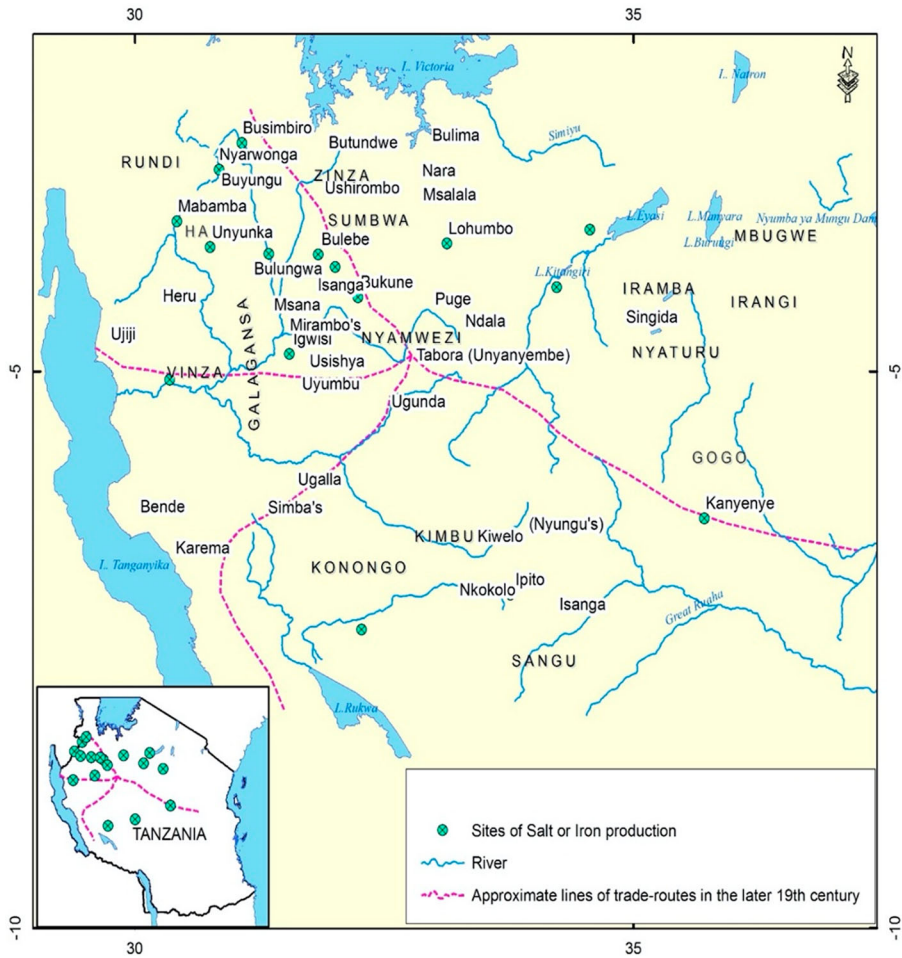 30
35
N
L. Victoria
L. Natron
Busimbiro
Butundwe
Bulima
Simiyu
RUNDI
Nyarwonga
Buyungu
ZINZA
Ushirombo
Nara
Msalala
Mabamba
SUMBWA
L.Eyasi
L.Manyara
Nyumba ya Mungu Dam
HA
Unyunka
Bulebe
Lohumbo
L.Burungi
MBUGWE
Bulungwa
Isanga
Bukune
L.Kitangiri
Heru
Msana
Puge
IRAMBA
IRANGI
Ujiji
Mirambo's
Ndala
Singida
Igwisi
NYAMWEZI
NYATURU
GALAGANSA
Usishya
Tabora (Unyanyembe)
-5
-5
VINZA
Uyumbu
Ugunda
GOGO
Ugalla
Bende
Simba's
Kanyenye
Karema
KIMBU
Kiwelo
(Nyungu's)
L. Tanganyika
KONONGO
Nkokolo
Ipito
Isanga
Great Ruaha
SANGU
L.Rukwa
TANZANIA
Sites of Salt or Iron production
River
Approximate lines of trade-routes in the later 19th century
-10
-10
30
35